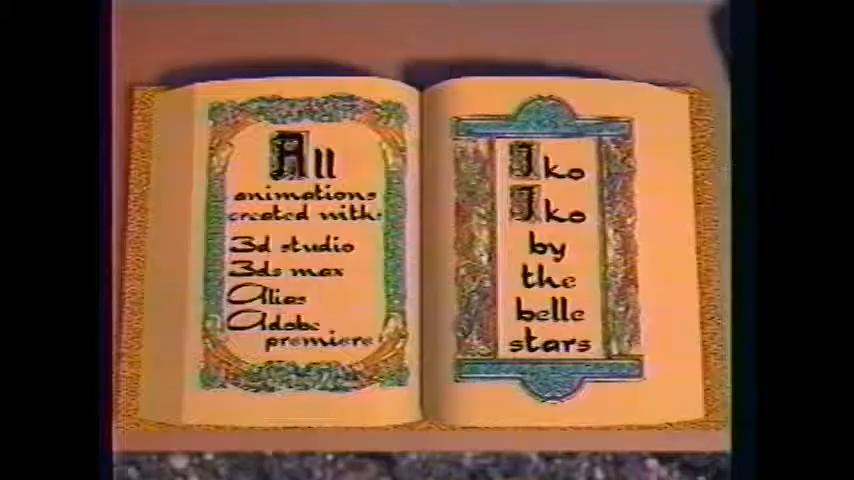 All
animations
created with:
3d studio
3ds max
Alias
Adobe
premiere
Iko
Iko
by
the
belle
stars